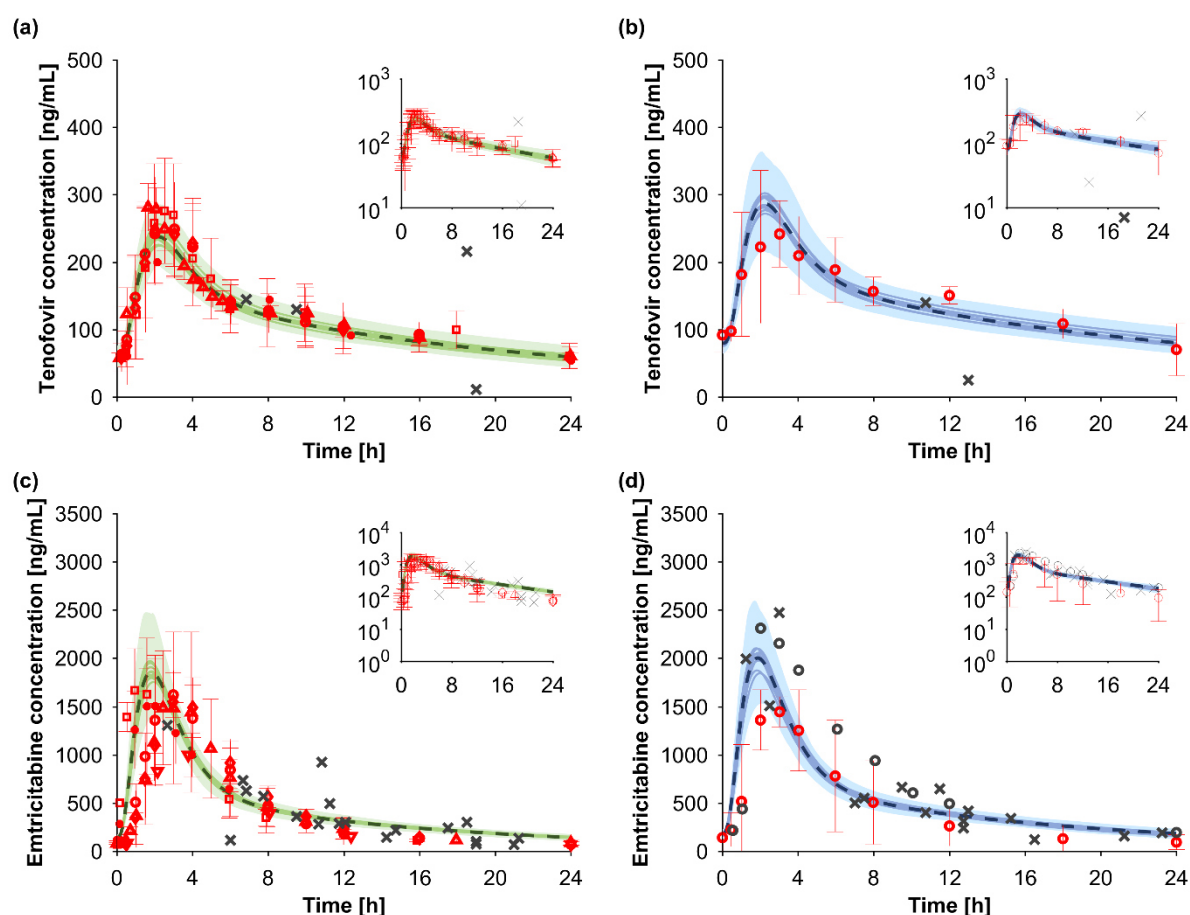 (a)
Tenofovir concentration [ng/mL]
500
400
300
200
100
0
0 4 8 12 16 20 24
Time [h]
10³
10²
10¹
0 8 16 24
(b)
Tenofovir concentration [ng/mL]
500
400
300
200
100
0
0 4 8 12 16 20 24
Time [h]
10³
10²
10¹
0 8 16 24
(c)
Emtricitabine concentration [ng/mL]
3500
3000
2500
2000
1500
1000
500
0
0 4 8 12 16 20 24
Time [h]
10⁴
10³
10²
10¹
10⁰
0 8 16 24
(d)
Emtricitabine concentration [ng/mL]
3500
3000
2500
2000
1500
1000
500
0
0 4 8 12 16 20 24
Time [h]
10⁴
10³
10²
10¹
10⁰
0 8 16 24